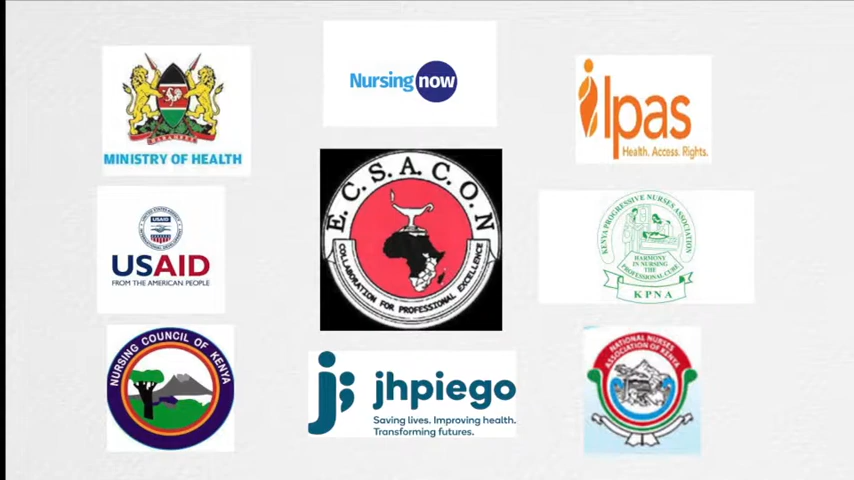 MINISTRY OF HEALTH
Nursing now
Ipas
Health. Access. Rights.
USAID
USAID
FROM THE AMERICAN PEOPLE
E.C.S.A.C.O.N
COLLABORATION FOR PROFESSIONAL EXCELLENCE
KENYA PROGRESSIVE NURSES ASSOCIATION
HARMONY
IN NURSING
THE
PROFESSIONAL CURE
KPNA
NURSING COUNCIL OF KENYA
jhpiego
Saving lives. Improving health.
Transforming futures.
NATIONAL NURSES
ASSOCIATION OF KENYA